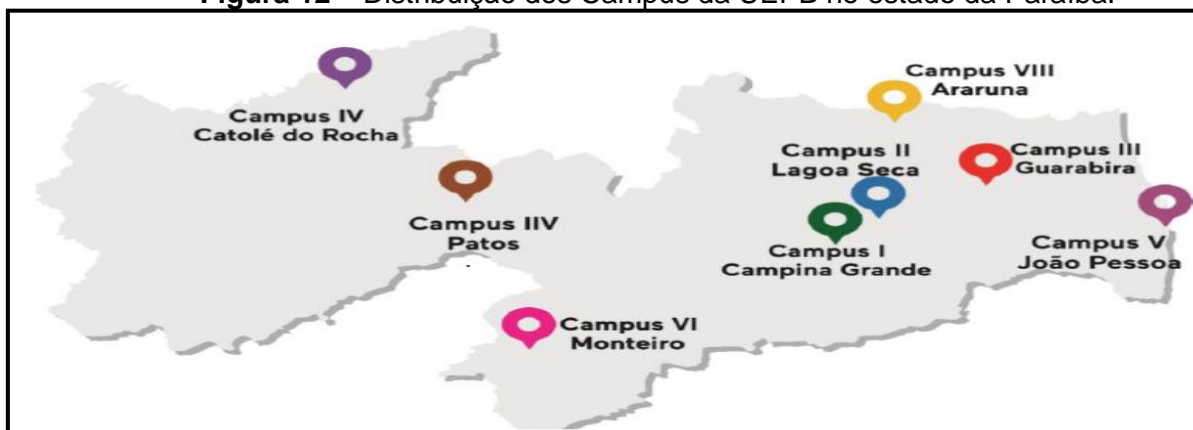 Figura 12 – Distribuição dos Campus da UEPB no estado da Paraíba.
Campus VIII
Araruna
Campus IV
Catolé do Rocha
Campus II
Lagoa Seca
Campus III
Guarabira
Campus IIV
Patos
Campus I
Campina Grande
Campus V
João Pessoa
Campus VI
Monteiro